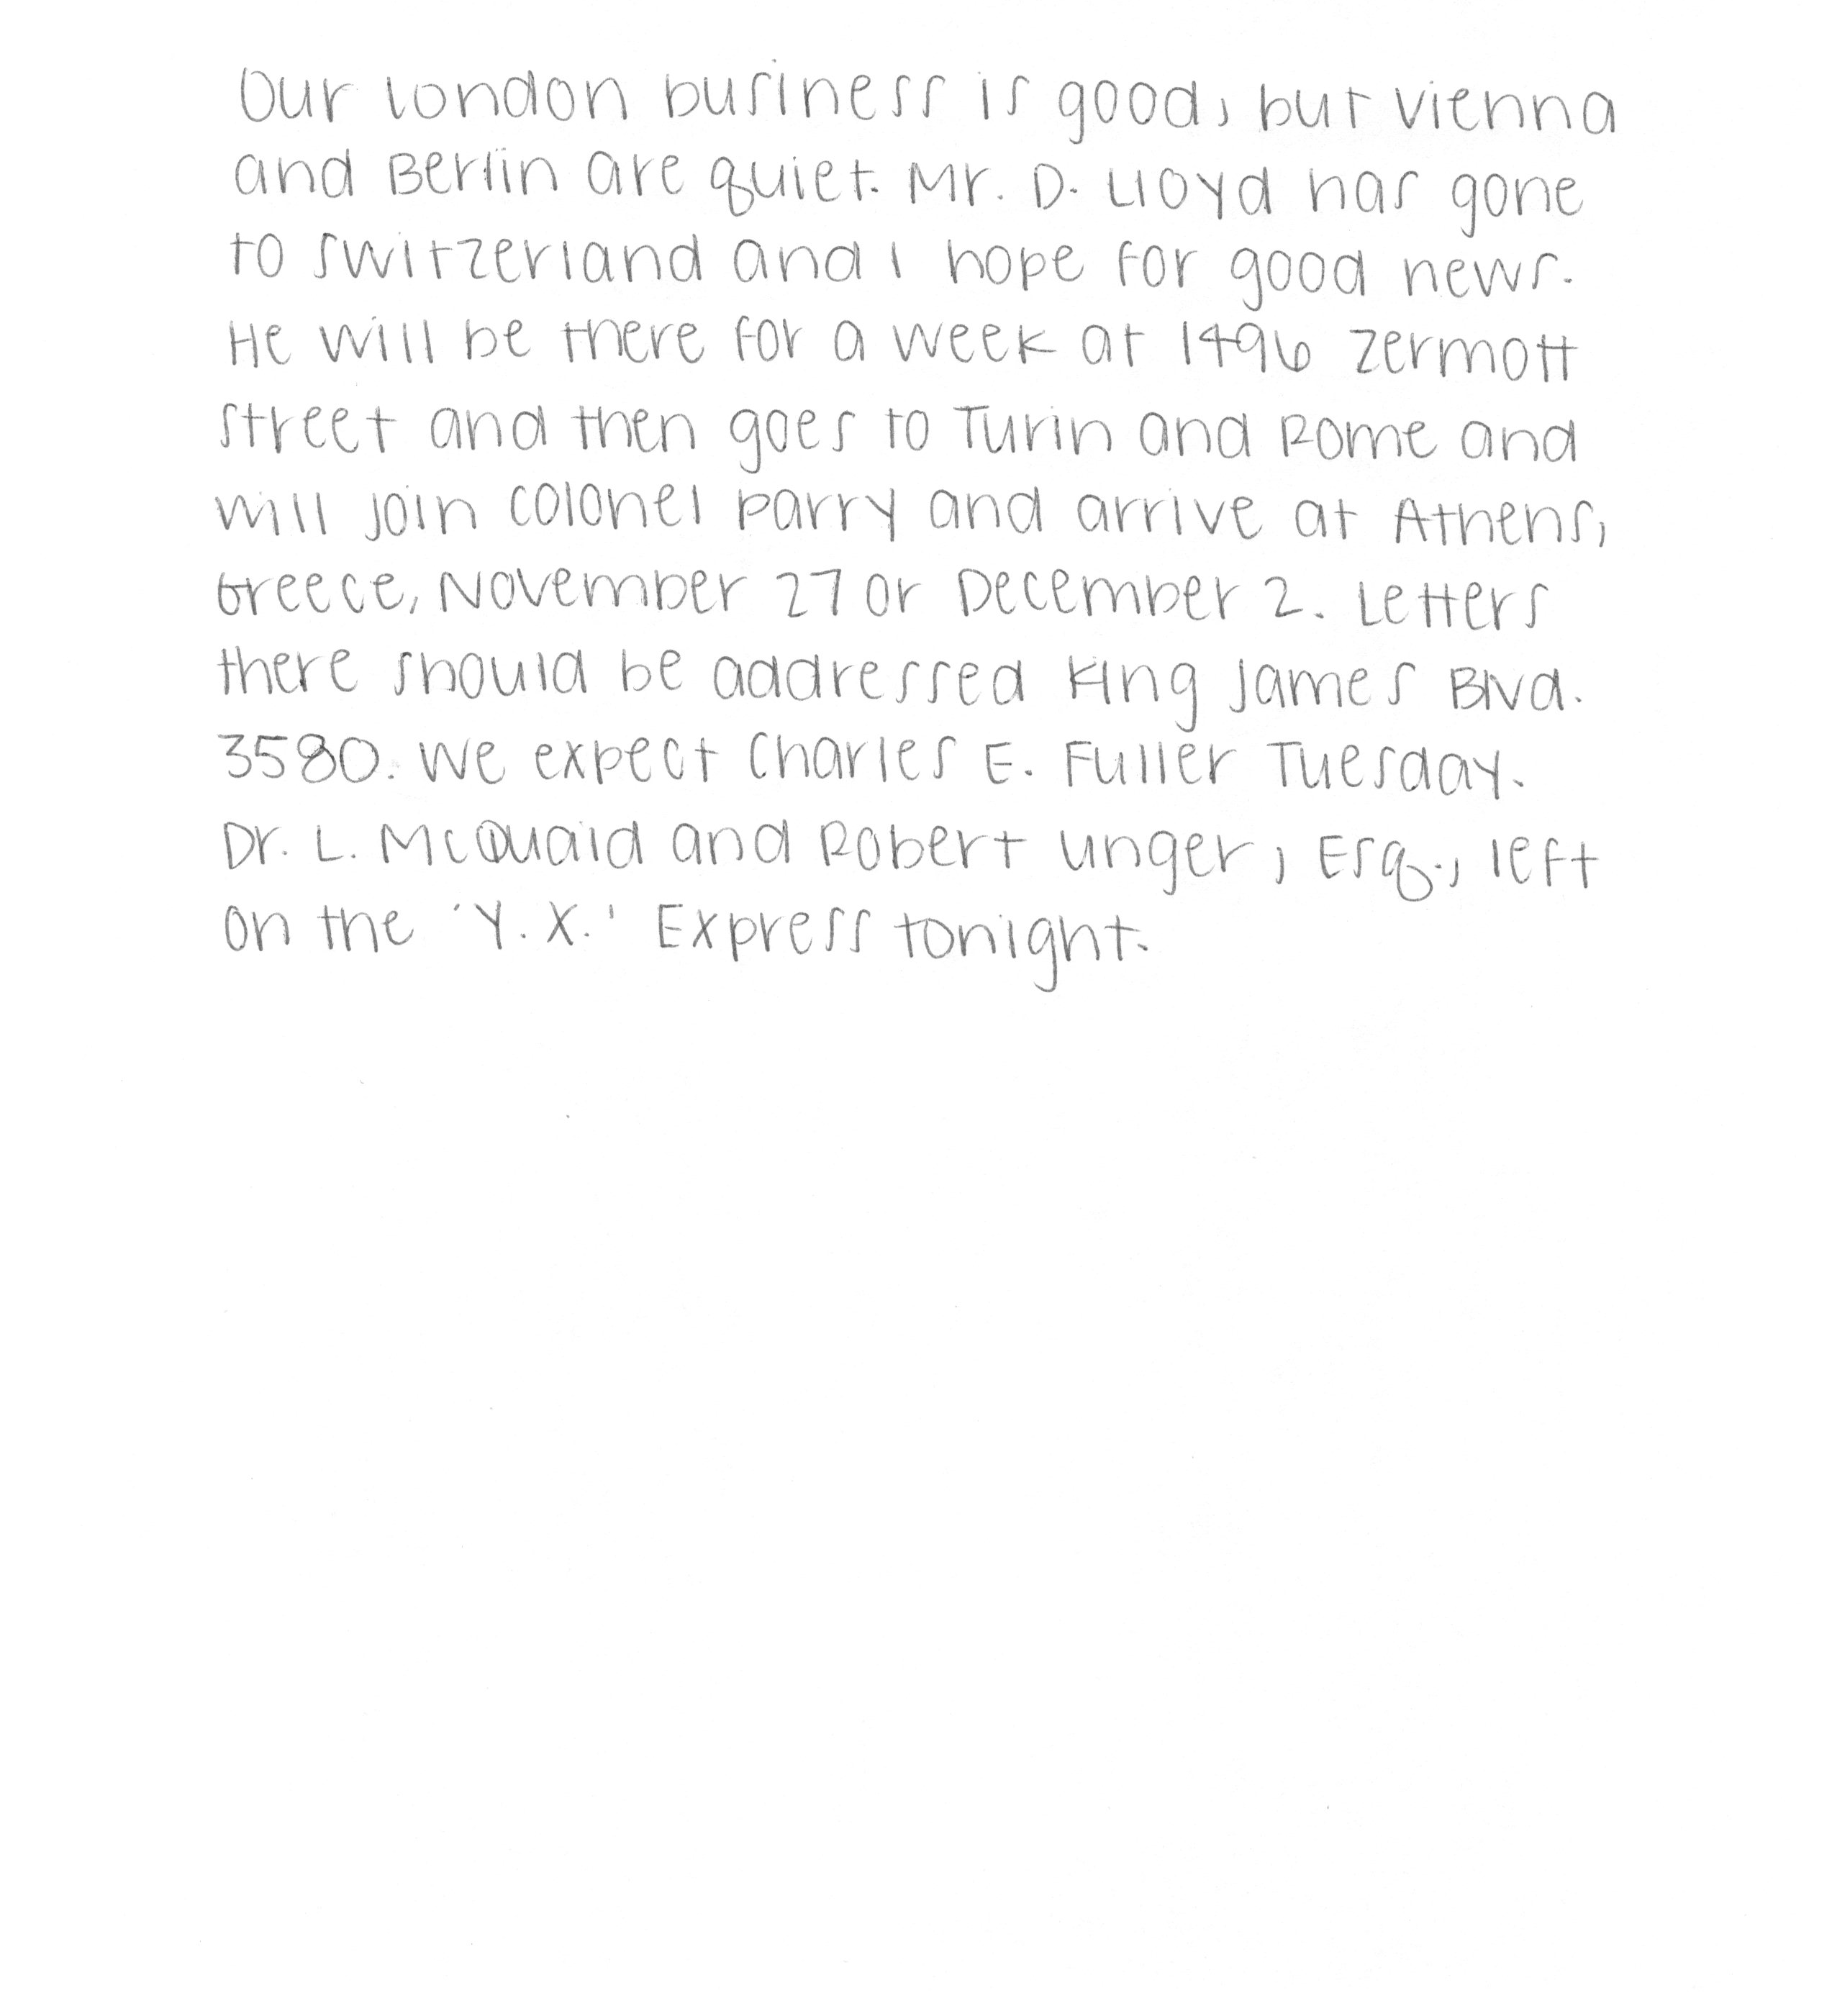 Our London business is good, but Vienna
and Berlin are quiet. Mr. D. Lloyd has gone
to Switzerland and I hope for good news.
He will be there for a week at 1496 Zermott
Street and then goes to Turin and Rome and
will join Colonel Parry and arrive at Athens,
Greece, November 27 or December 2. Letters
there should be addressed King James Blvd.
3580. We expect Charles E. Fuller Tuesday.
Dr. L. McQuaid and Robert Unger, Esq., left
on the 'Y.X.' Express tonight.